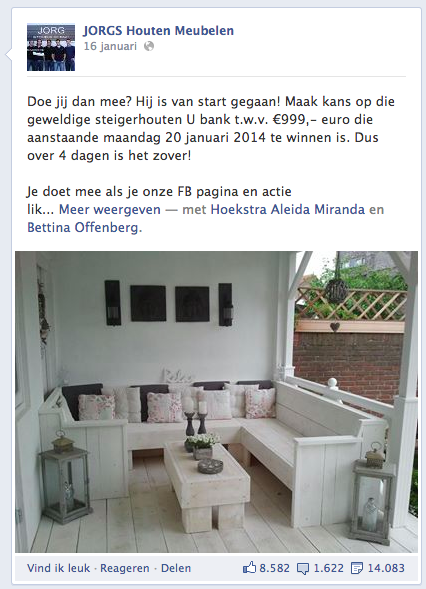 JORG
JORGS Houten Meubelen
16 januari
Doe jij dan mee? Hij is van start gegaan! Maak kans op die
geweldige steigerhouten U bank t.w.v. €999,- euro die
aanstaande maandag 20 januari 2014 te winnen is. Dus
over 4 dagen is het zover!
Je doet mee als je onze FB pagina en actie
lik... Meer weergeven — met Hoekstra Aleida Miranda en
Bettina Offenberg.
Vind ik leuk · Reageren · Delen 8.582 1.622 14.083